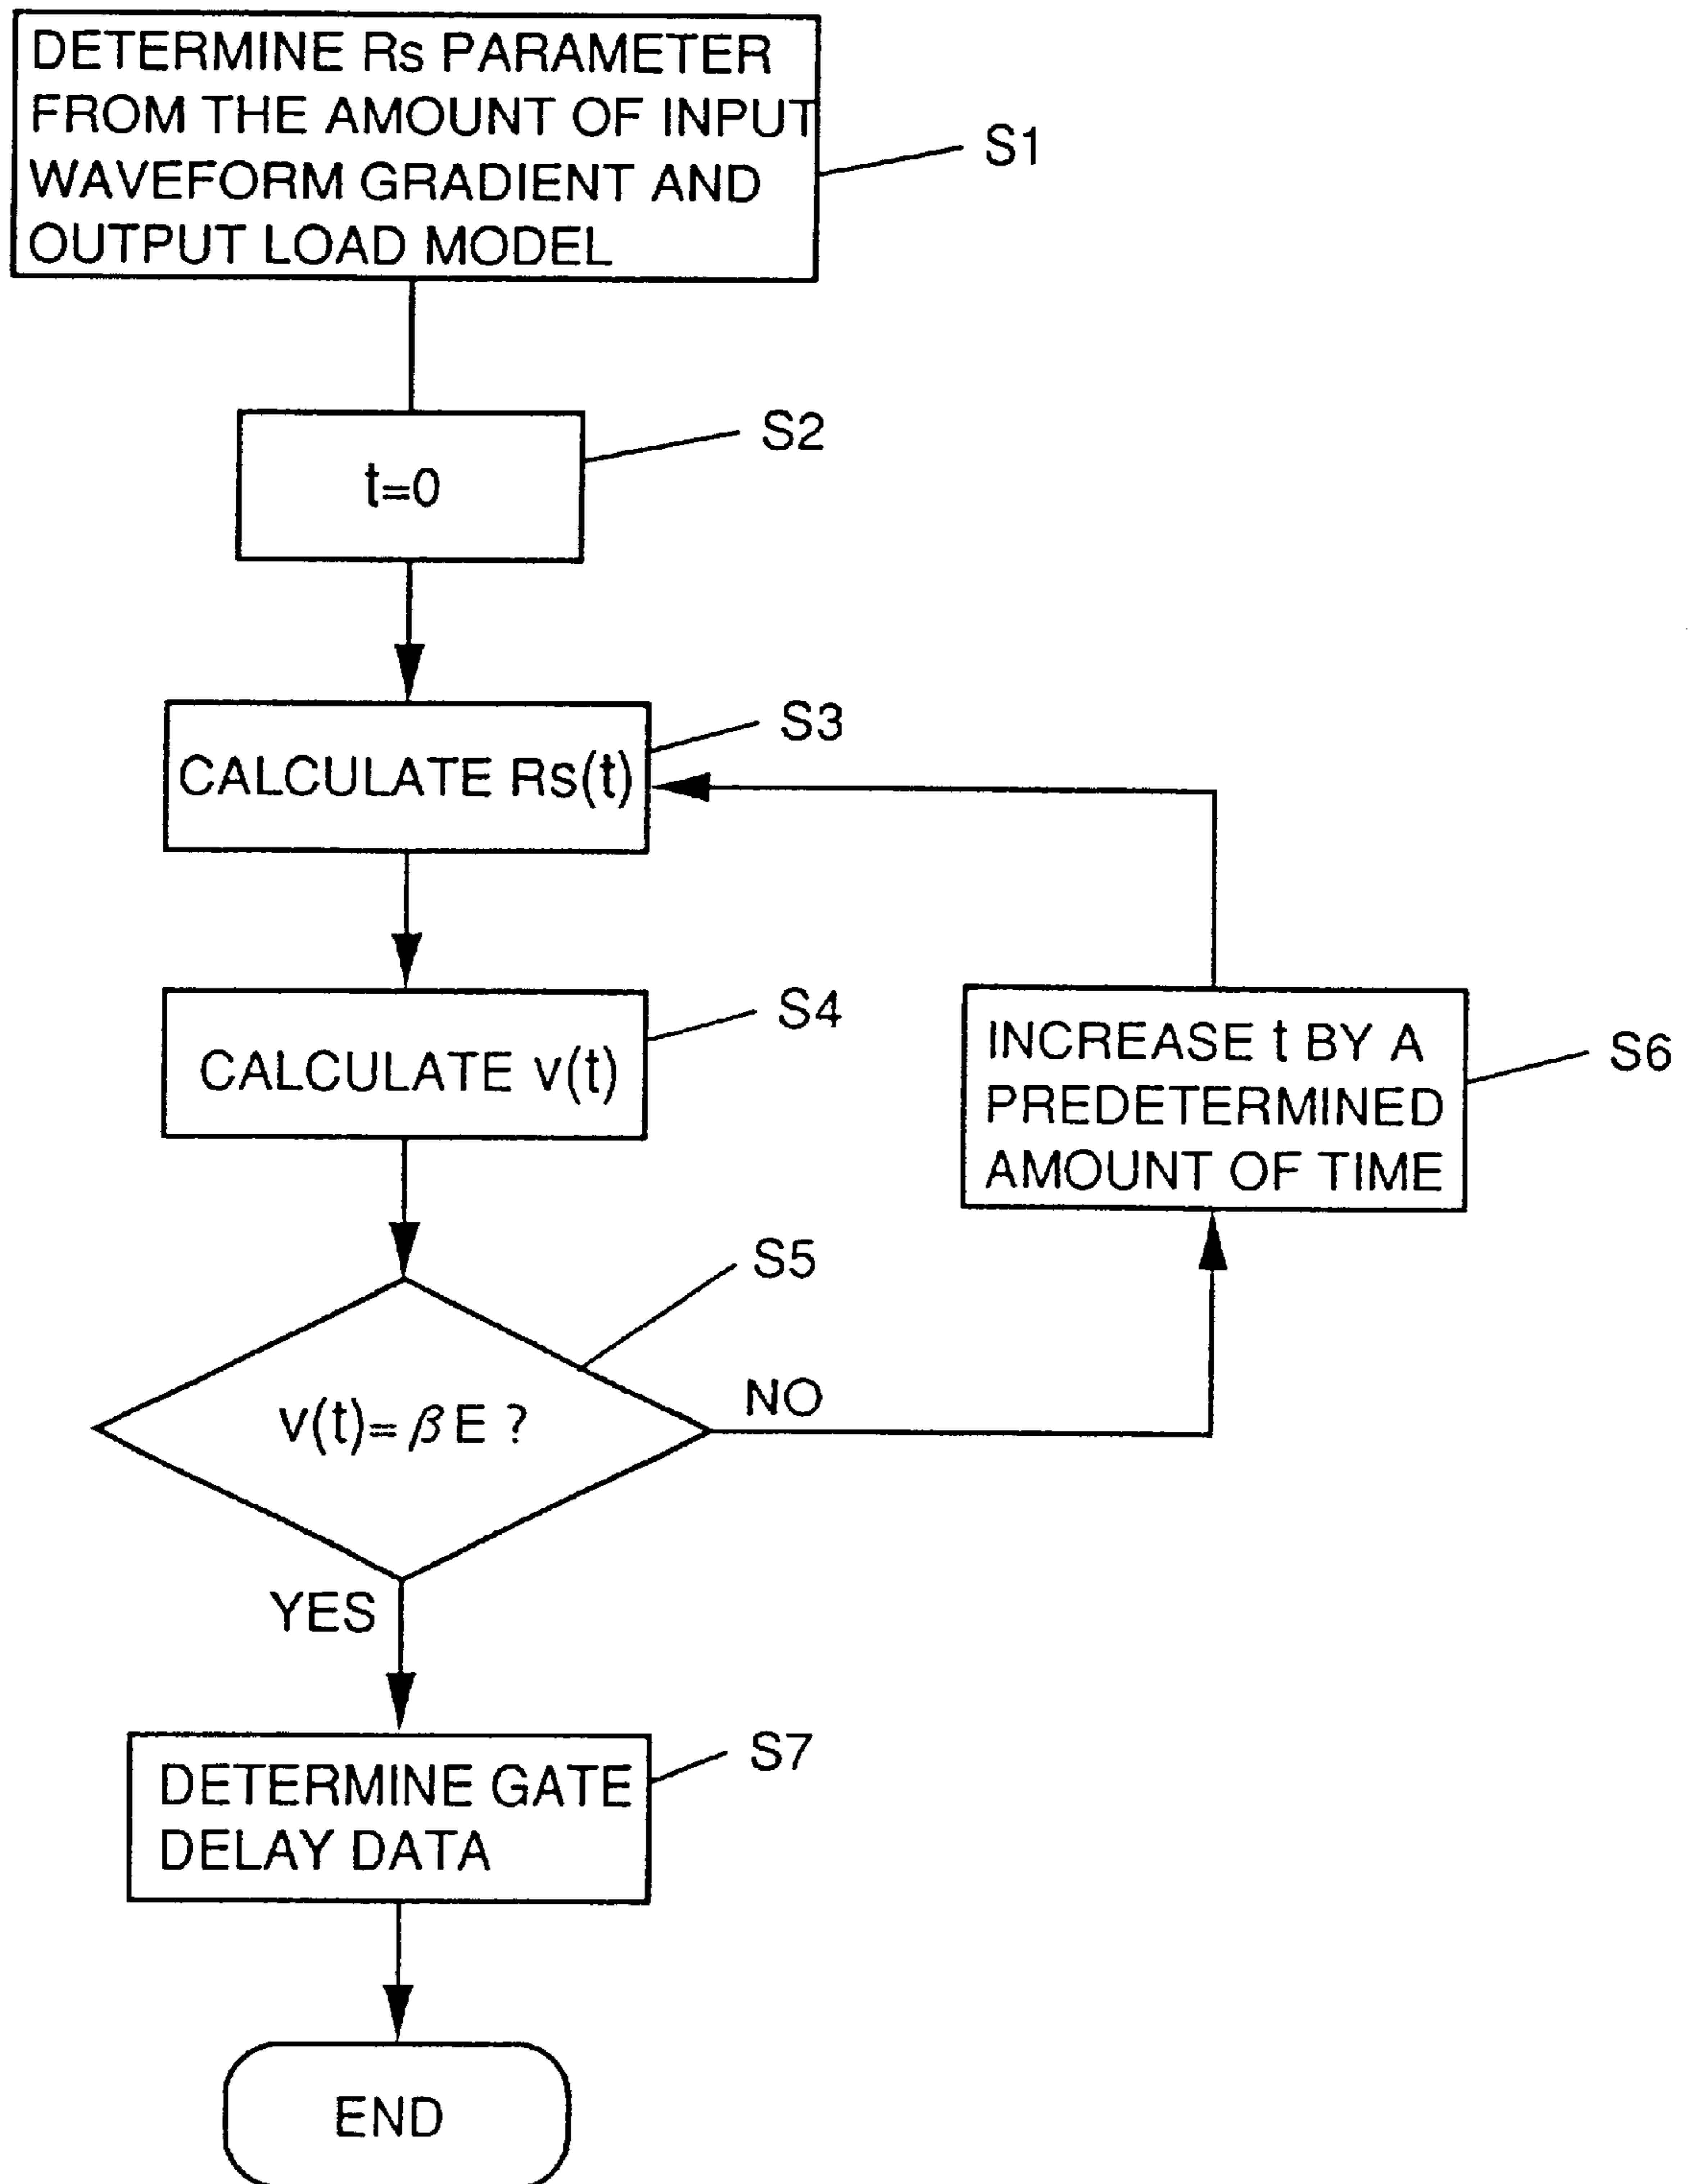 DETERMINE Rs PARAMETER
FROM THE AMOUNT OF INPUT
WAVEFORM GRADIENT AND
OUTPUT LOAD MODEL
S1
t=0
S2
CALCULATE Rs(t)
S3
CALCULATE v(t)
S4
INCREASE t BY A
PREDETERMINED
AMOUNT OF TIME
S6
v(t)=βE ?
S5
NO
YES
DETERMINE GATE
DELAY DATA
S7
END